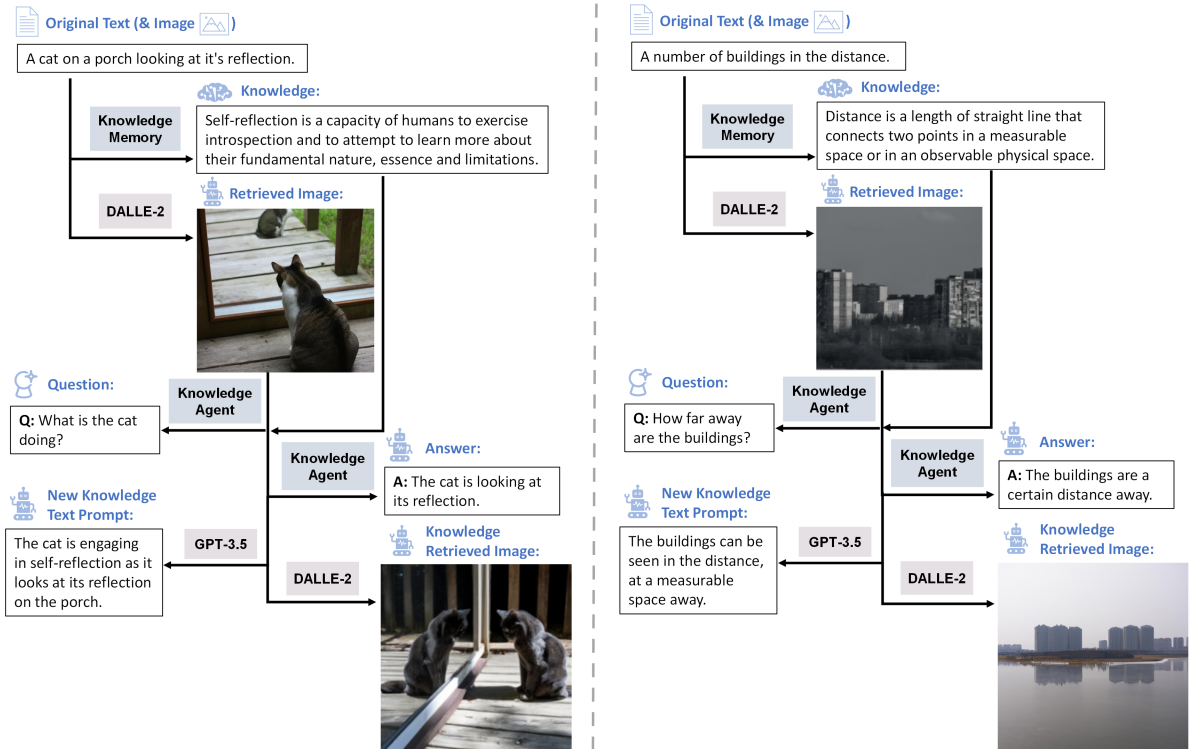 Original Text (& Image )
A cat on a porch looking at it's reflection.
Knowledge:
Knowledge
Memory
Self-reflection is a capacity of humans to exercise
introspection and to attempt to learn more about
their fundamental nature, essence and limitations.
Retrieved Image:
DALLE-2
Question:
Knowledge
Agent
Q: What is the cat
doing?
Knowledge
Agent
Answer:
A: The cat is looking at
its reflection.
New Knowledge
Text Prompt:
GPT-3.5
The cat is engaging
in self-reflection as it
looks at its reflection
on the porch.
Knowledge
Retrieved Image:
DALLE-2
Original Text (& Image )
A number of buildings in the distance.
Knowledge:
Knowledge
Memory
Distance is a length of straight line that
connects two points in a measurable
space or in an observable physical space.
Retrieved Image:
DALLE-2
Question:
Knowledge
Agent
Q: How far away
are the buildings?
Knowledge
Agent
Answer:
A: The buildings are a
certain distance away.
New Knowledge
Text Prompt:
GPT-3.5
The buildings can be
seen in the distance,
at a measurable
space away.
Knowledge
Retrieved Image:
DALLE-2